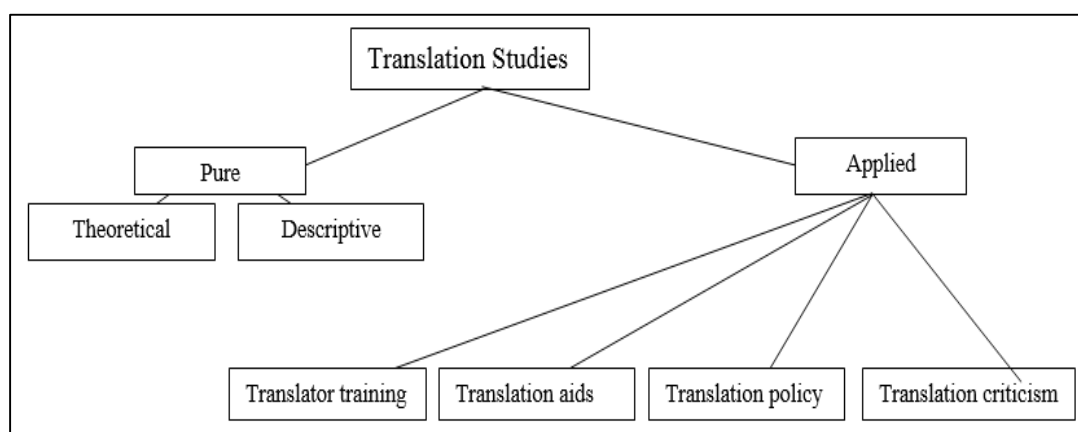 Translation Studies
Pure
Applied
Theoretical
Descriptive
Translator training
Translation aids
Translation policy
Translation criticism